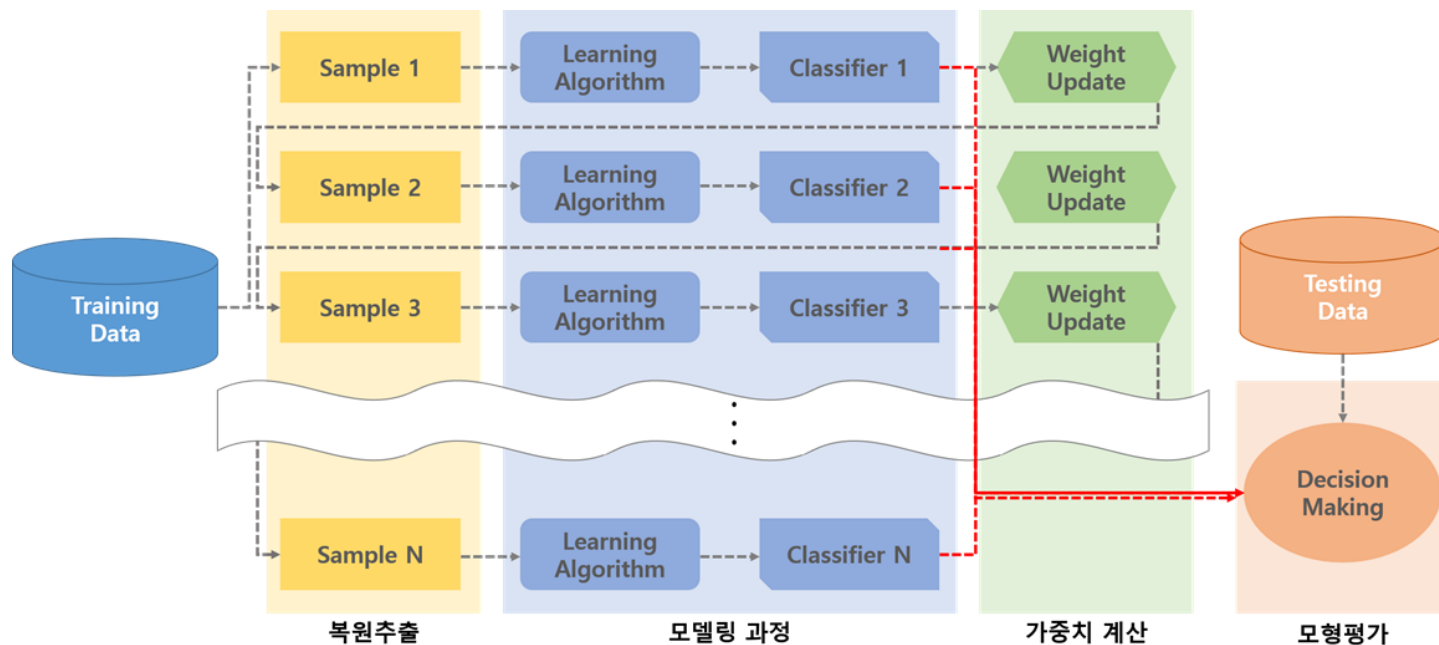 Sample 1
Learning
Algorithm
Classifier 1
Weight
Update
Sample 2
Learning
Algorithm
Classifier 2
Weight
Update
Training
Data
Sample 3
Learning
Algorithm
Classifier 3
Weight
Update
Testing
Data
Decision
Making
Sample N
Learning
Algorithm
Classifier N
복원추출
모델링 과정
가중치 계산
모형평가